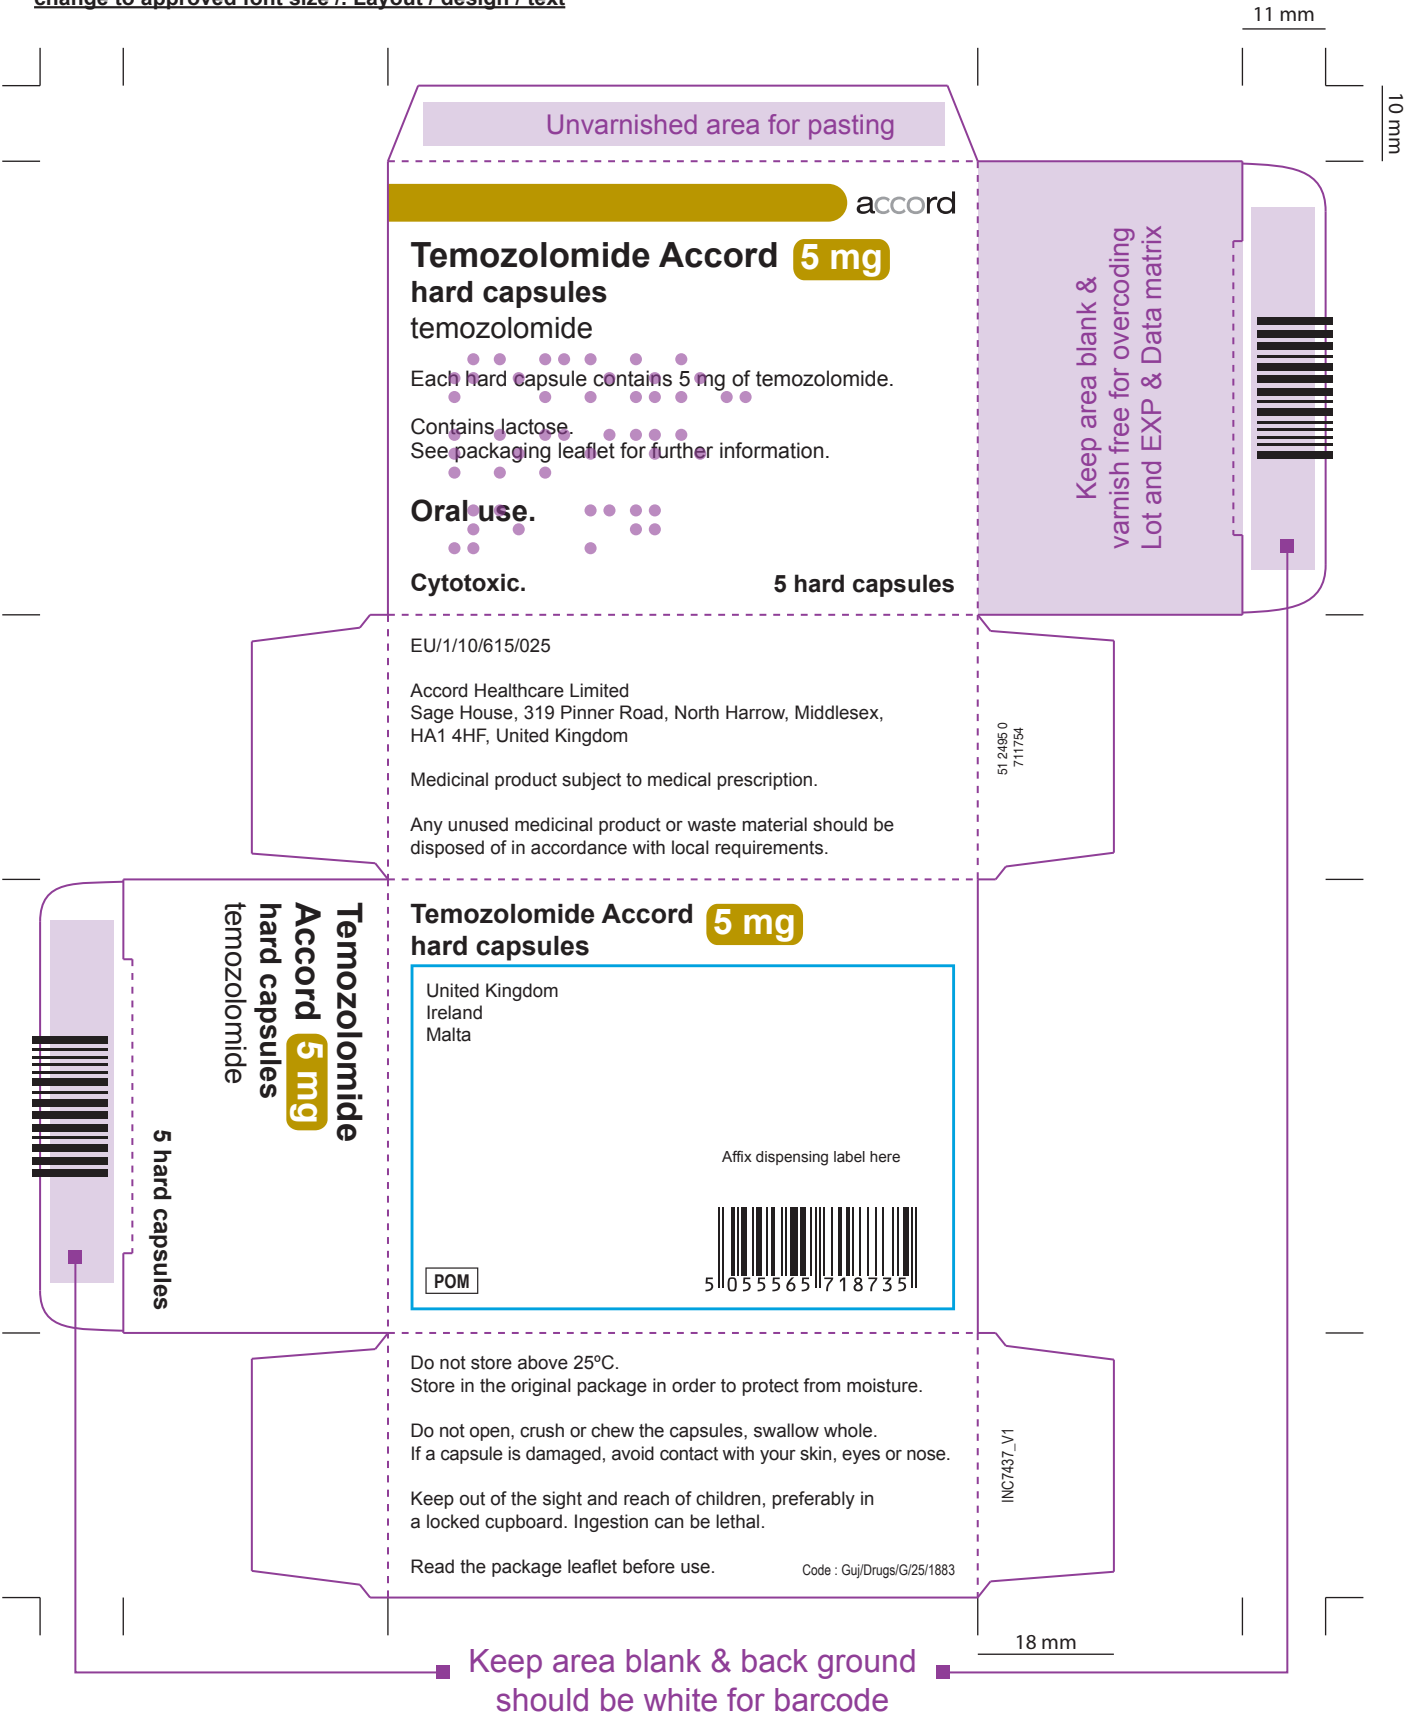 change to approved font size /. Layout / design / text
11 mm
10 mm
Unvarnished area for pasting
accord
Temozolomide Accord 5 mg
hard capsules
temozolomide
Each hard capsule contains 5 mg of temozolomide.
Contains lactose.
See packaging leaflet for further information.
Oral use.
Cytotoxic.
5 hard capsules
Keep area blank &
varnish free for overcoding
Lot and EXP & Data matrix
EU/1/10/615/025
Accord Healthcare Limited
Sage House, 319 Pinner Road, North Harrow, Middlesex,
HA1 4HF, United Kingdom
Medicinal product subject to medical prescription.
Any unused medicinal product or waste material should be
disposed of in accordance with local requirements.
51 2495 0
711754
Temozolomide
Accord 5 mg
hard capsules
temozolomide
5 hard capsules
Temozolomide Accord 5 mg
hard capsules
United Kingdom
Ireland
Malta
Affix dispensing label here
POM
5 055565 718735
Do not store above 25ºC.
Store in the original package in order to protect from moisture.
Do not open, crush or chew the capsules, swallow whole.
If a capsule is damaged, avoid contact with your skin, eyes or nose.
Keep out of the sight and reach of children, preferably in
a locked cupboard. Ingestion can be lethal.
Read the package leaflet before use.
Code : Guj/Drugs/G/25/1883
INC7437_V1
18 mm
Keep area blank & back ground
should be white for barcode